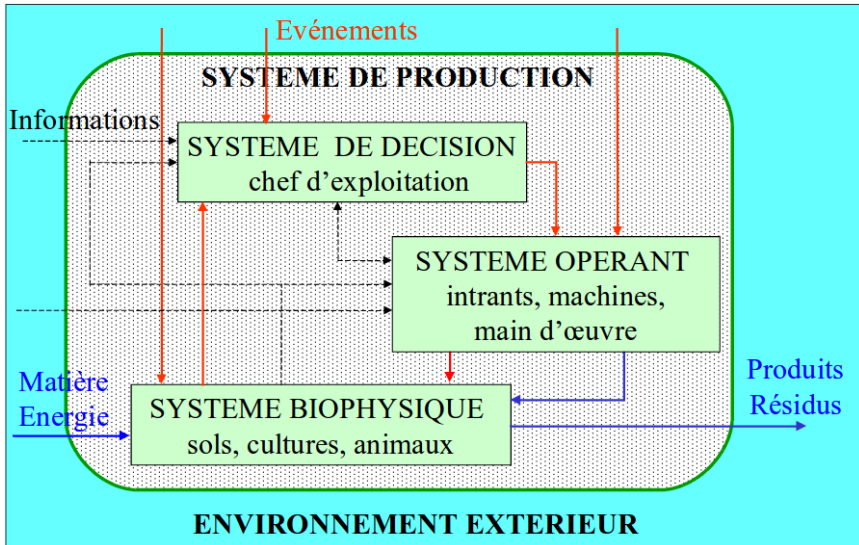 Evénements
SYSTEME DE PRODUCTION
Informations
SYSTEME DE DECISION
chef d'exploitation
SYSTEME OPERANT
intrants, machines,
main d'œuvre
Matière
Energie
SYSTEME BIOPHYSIQUE
sols, cultures, animaux
Produits
Résidus
ENVIRONNEMENT EXTERIEUR